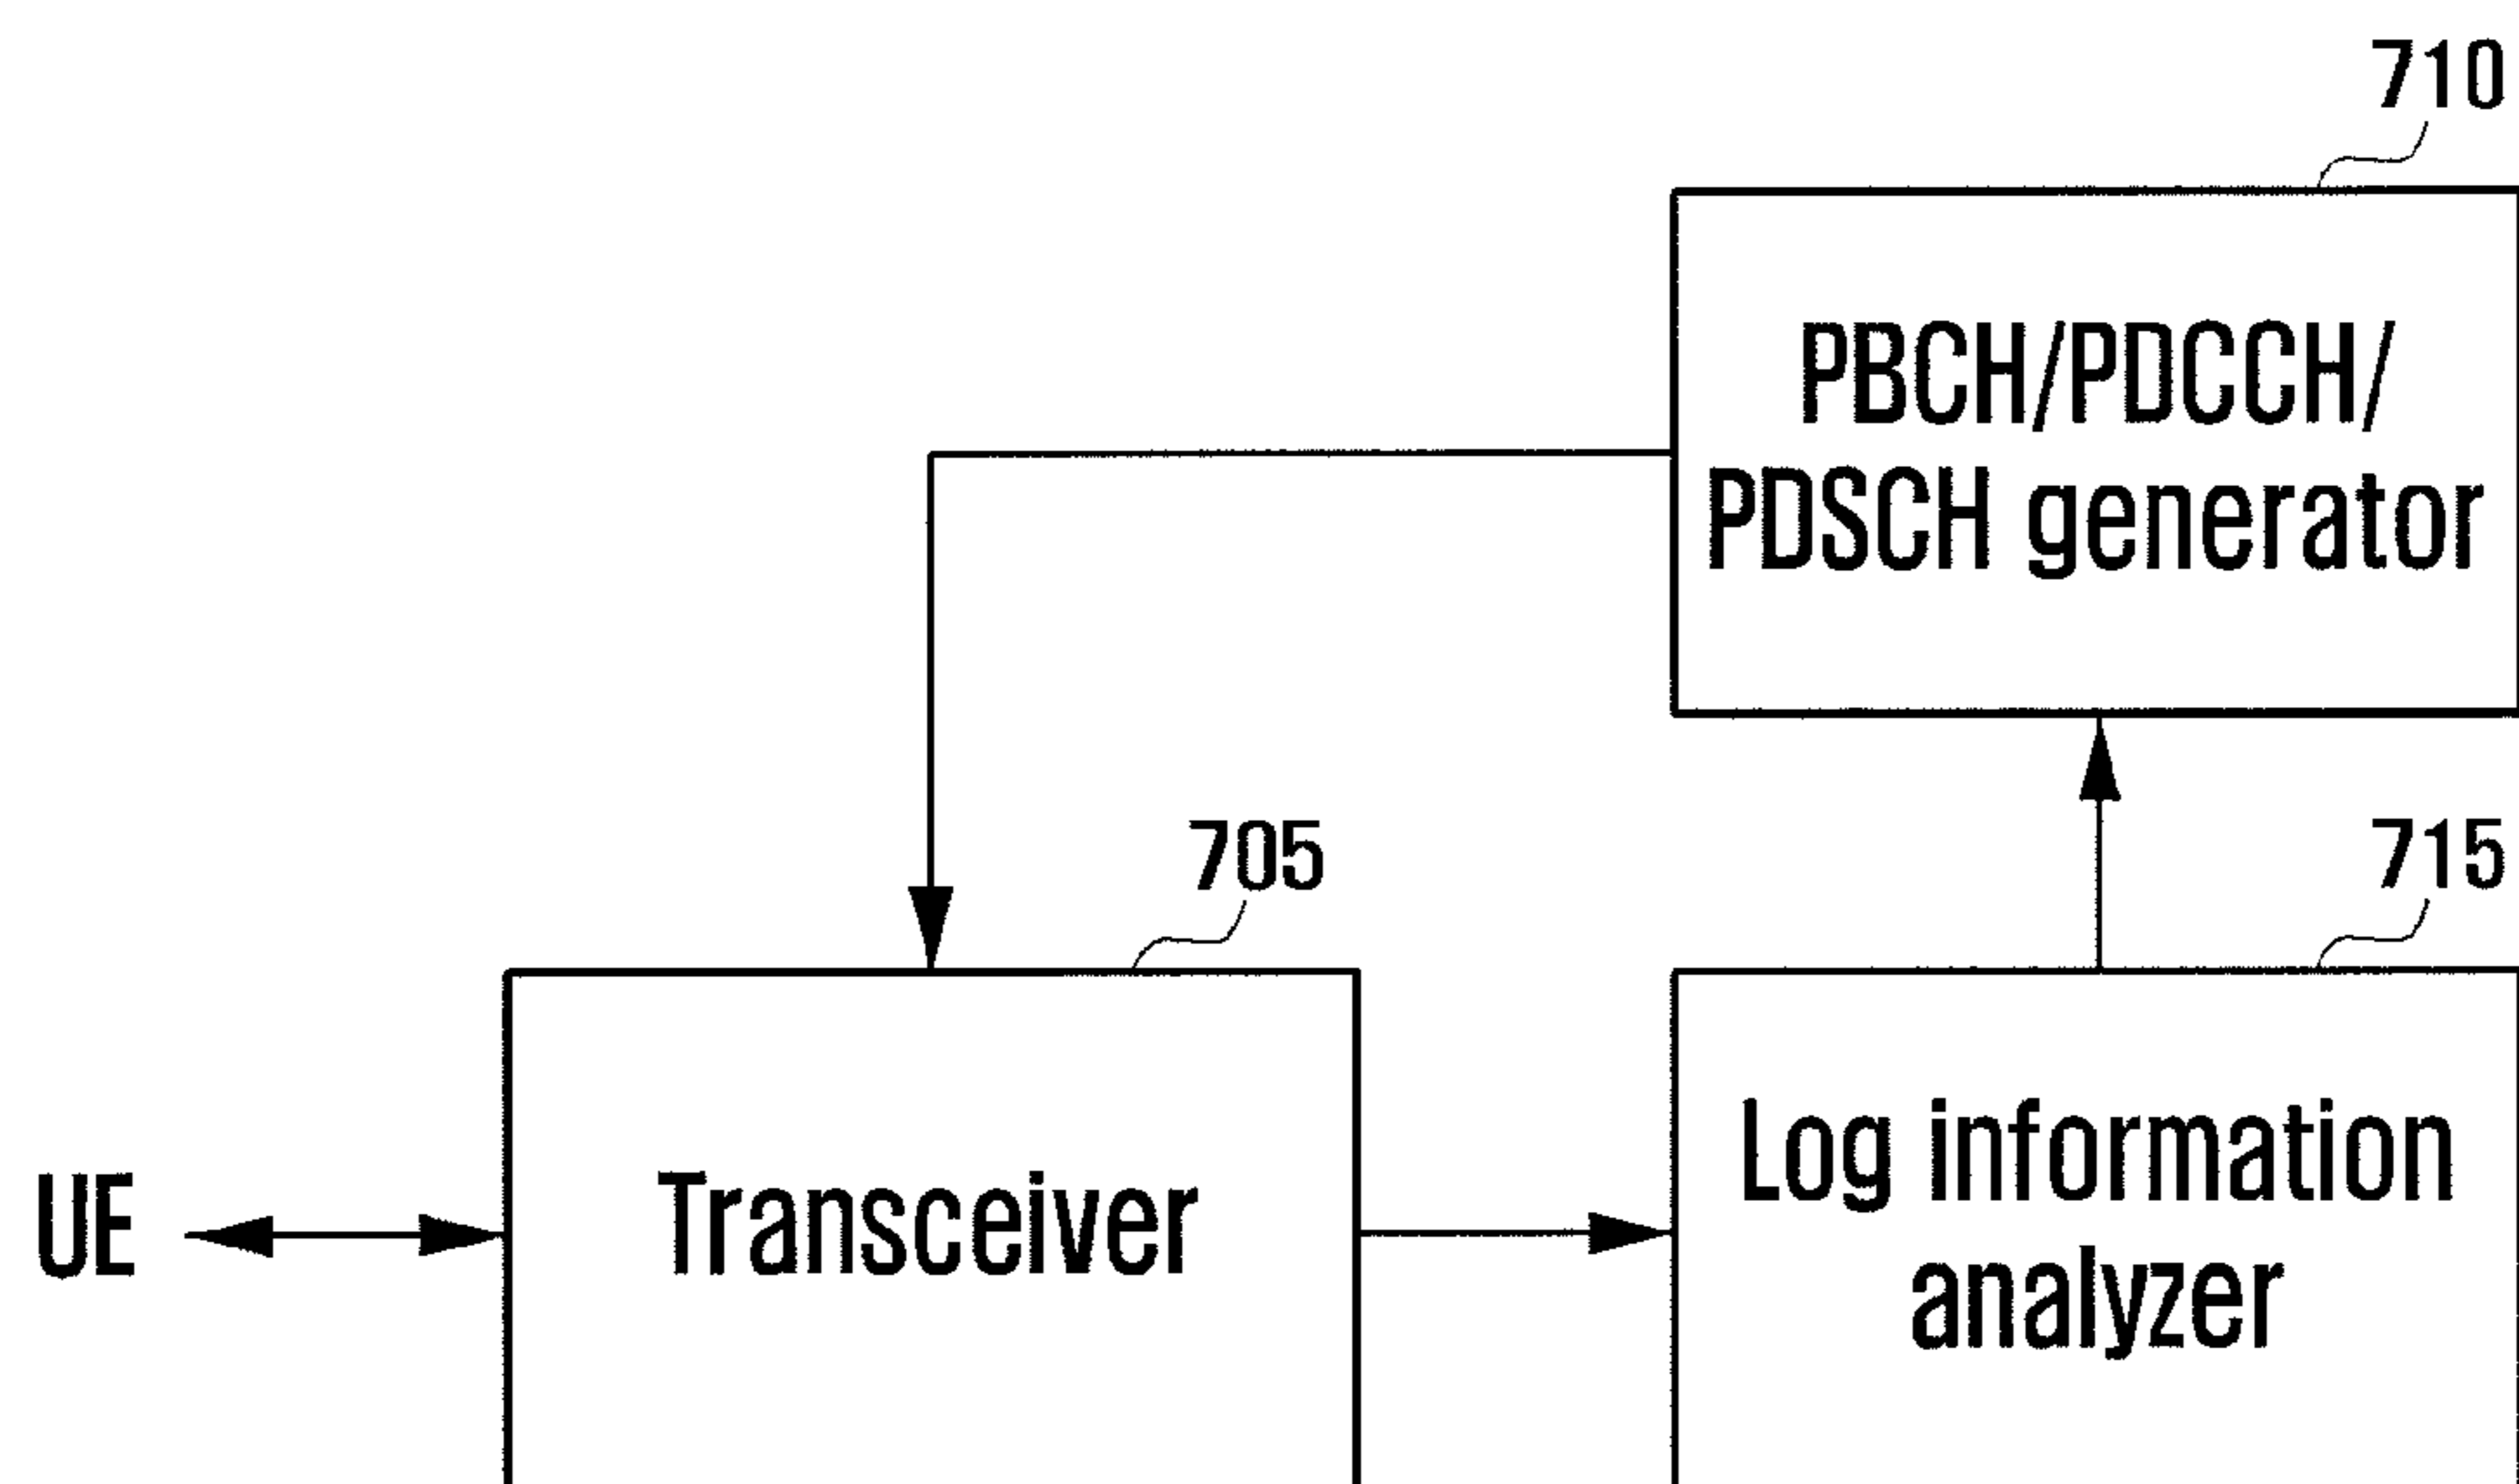 710
PBCH/PDCCH/
PDSCH generator
705
715
UE
Transceiver
Log information
analyzer